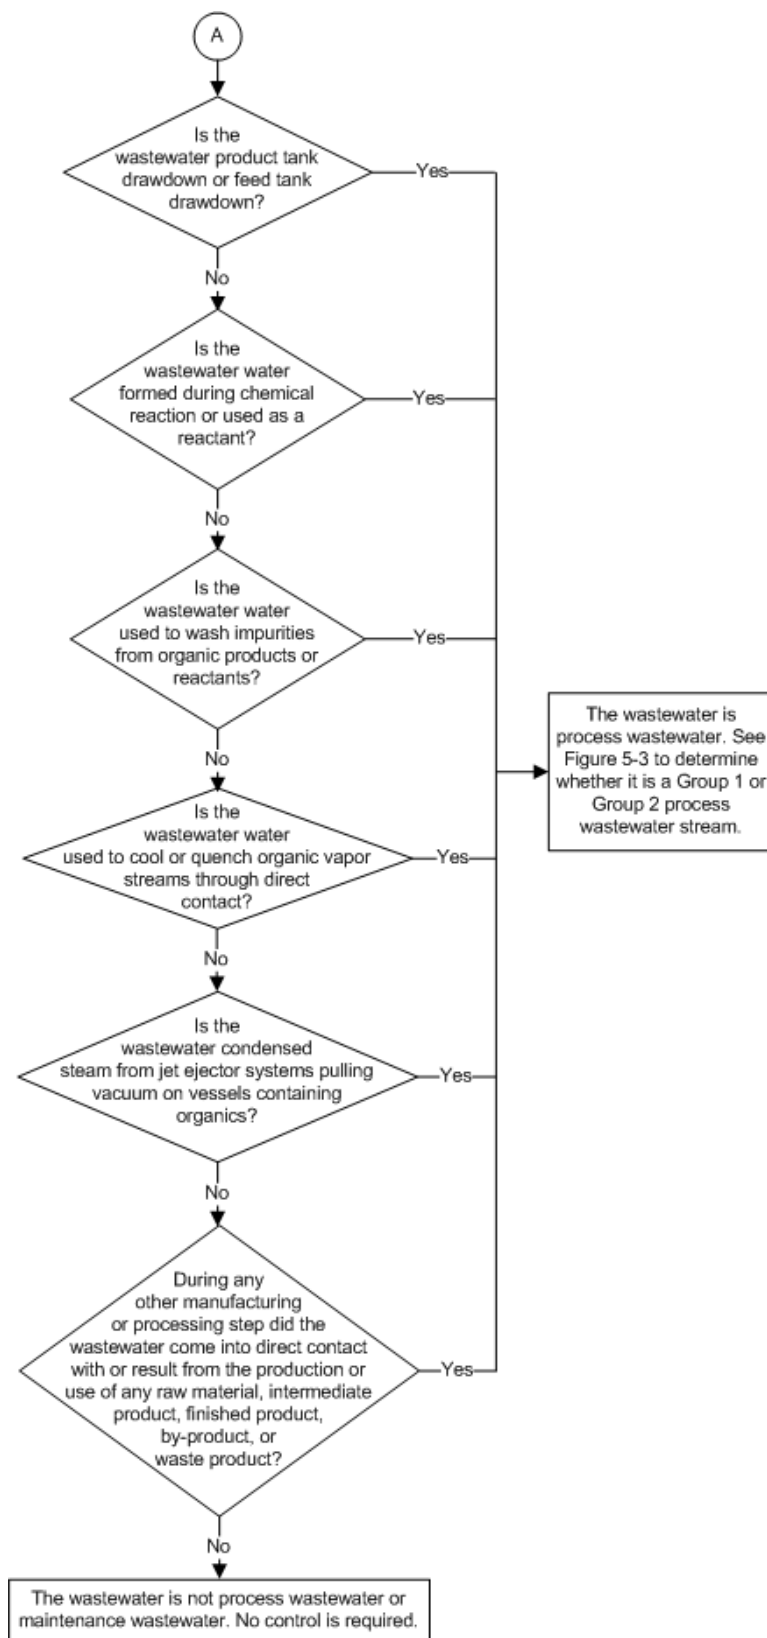 A
Is the
wastewater product tank
drawdown or feed tank
drawdown?
Yes
No
Is the
wastewater water
formed during chemical
reaction or used as a
reactant?
Yes
No
Is the
wastewater water
used to wash impurities
from organic products or
reactants?
Yes
The wastewater is
process wastewater. See
Figure 5-3 to determine
whether it is a Group 1 or
Group 2 process
wastewater stream.
No
Is the
wastewater water
used to cool or quench organic vapor
streams through direct
contact?
Yes
No
Is the
wastewater condensed
steam from jet ejector systems pulling
vacuum on vessels containing
organics?
Yes
No
During any
other manufacturing
or processing step did the
wastewater come into direct contact
with or result from the production or
use of any raw material, intermediate
product, finished product,
by-product, or
waste product?
Yes
No
The wastewater is not process wastewater or
maintenance wastewater. No control is required.